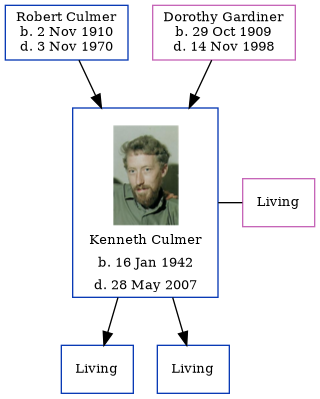 Robert Culmer
b. 2 Nov 1910
d. 3 Nov 1970
Dorothy Gardiner
b. 29 Oct 1909
d. 14 Nov 1998
Kenneth Culmer
b. 16 Jan 1942
d. 28 May 2007
Living
Living
Living